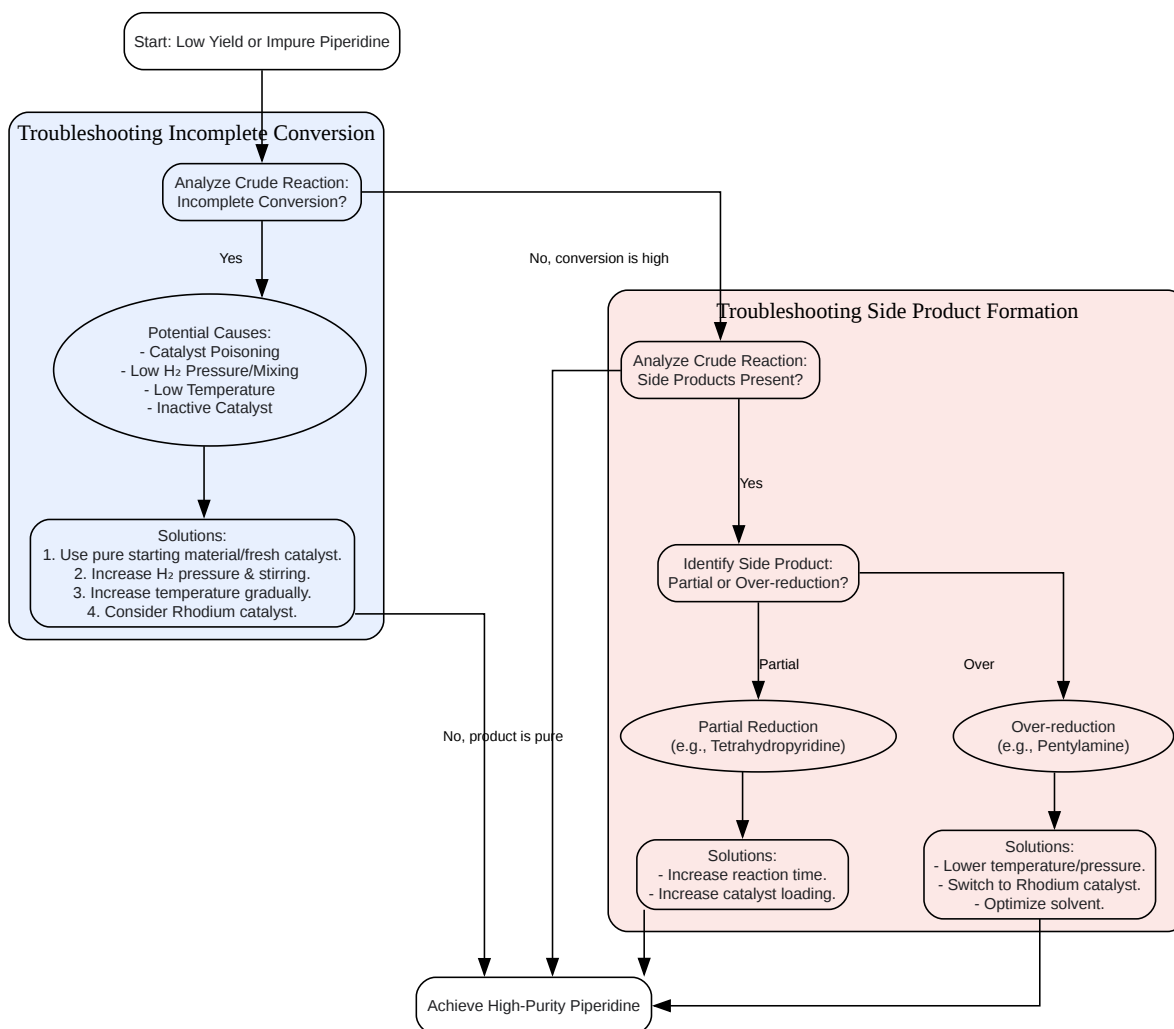 Start: Low Yield or Impure Piperidine
Troubleshooting Incomplete Conversion
Analyze Crude Reaction:
Incomplete Conversion?
Yes
No, conversion is high
Potential Causes:
- Catalyst Poisoning
- Low H₂ Pressure/Mixing
- Low Temperature
- Inactive Catalyst
Solutions:
1. Use pure starting material/fresh catalyst.
2. Increase H₂ pressure & stirring.
3. Increase temperature gradually.
4. Consider Rhodium catalyst.
Troubleshooting Side Product Formation
Analyze Crude Reaction:
Side Products Present?
Yes
No, product is pure
Identify Side Product:
Partial or Over-reduction?
Partial
Over
Partial Reduction
(e.g., Tetrahydropyridine)
Over-reduction
(e.g., Pentylamine)
Solutions:
- Increase reaction time.
- Increase catalyst loading.
Solutions:
- Lower temperature/pressure.
- Switch to Rhodium catalyst.
- Optimize solvent.
Achieve High-Purity Piperidine